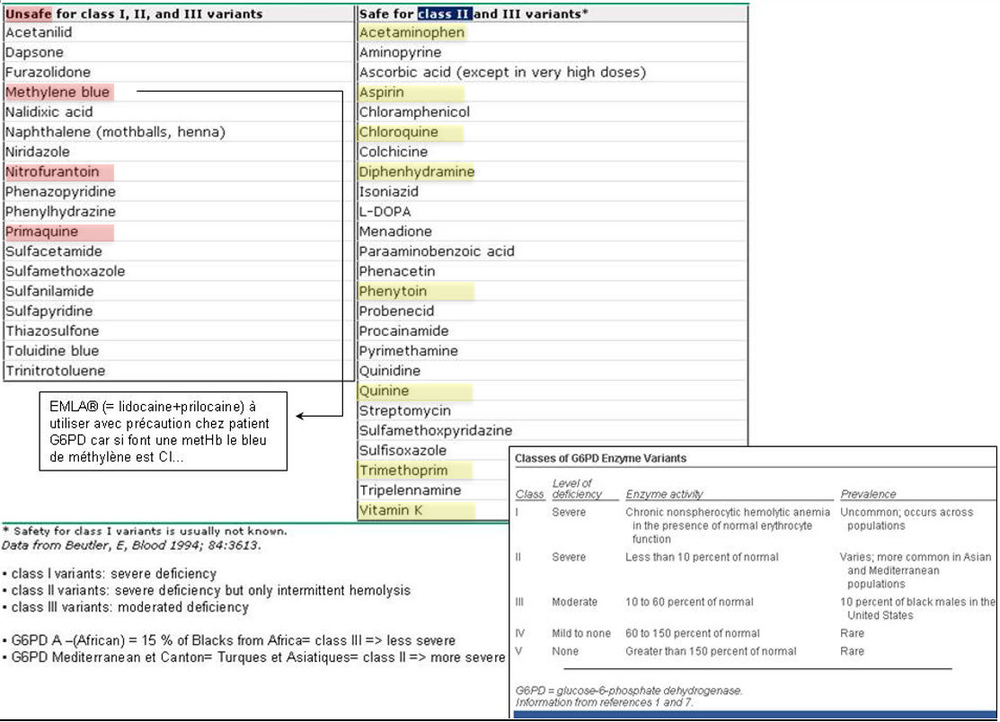 Unsafe for class I, II, and III variants
Acetanilid
Dapsone
Furazolidone
Methylene blue
Nalidixic acid
Naphthalene (mothballs, henna)
Niridazole
Nitrofurantoin
Phenazopyridine
Phenylhydrazine
Primaquine
Sulfacetamide
Sulfamethoxazole
Sulfanilamide
Sulfapyridine
Thiazosulfone
Toluidine blue
Trinitrotoluene
Safe for class II and III variants*
Acetaminophen
Aminopyrine
Ascorbic acid (except in very high doses)
Aspirin
Chloramphenicol
Chloroquine
Colchicine
Diphenhydramine
Isoniazid
L-DOPA
Menadione
Paraaminobenzoic acid
Phenacetin
Phenytoin
Probenecid
Procainamide
Pyrimethamine
Quinidine
Quinine
Streptomycin
Sulfamethoxpyridazine
Sulfisoxazole
Trimethoprim
Tripelennamine
Vitamin K
EMLA® (= lidocaine+prilocaine) à
utiliser avec précaution chez patient
G6PD car si font une metHb le bleu
de méthylène est CI...
* Safety for class I variants is usually not known.
Data from Beutler, E, Blood 1994; 84:3613.
• class I variants: severe deficiency
• class II variants: severe deficiency but only intermittent hemolysis
• class III variants: moderated deficiency
• G6PD A –(African) = 15 % of Blacks from Africa= class III => less severe
• G6PD Mediterranean et Canton= Turques et Asiatiques= class II => more severe
Classes of G6PD Enzyme Variants
Class Level of deficiency Enzyme activity Prevalence
I Severe Chronic nonspherocytic hemolytic anemia Uncommon; occurs across
in the presence of normal erythrocyte populations
function
II Severe Less than 10 percent of normal Varies; more common in Asian
and Mediterranean
populations
III Moderate 10 to 60 percent of normal 10 percent of black males in the
United States
IV Mild to none 60 to 150 percent of normal Rare
V None Greater than 150 percent of normal Rare
G6PD = glucose-6-phosphate dehydrogenase.
Information from references 1 and 7.